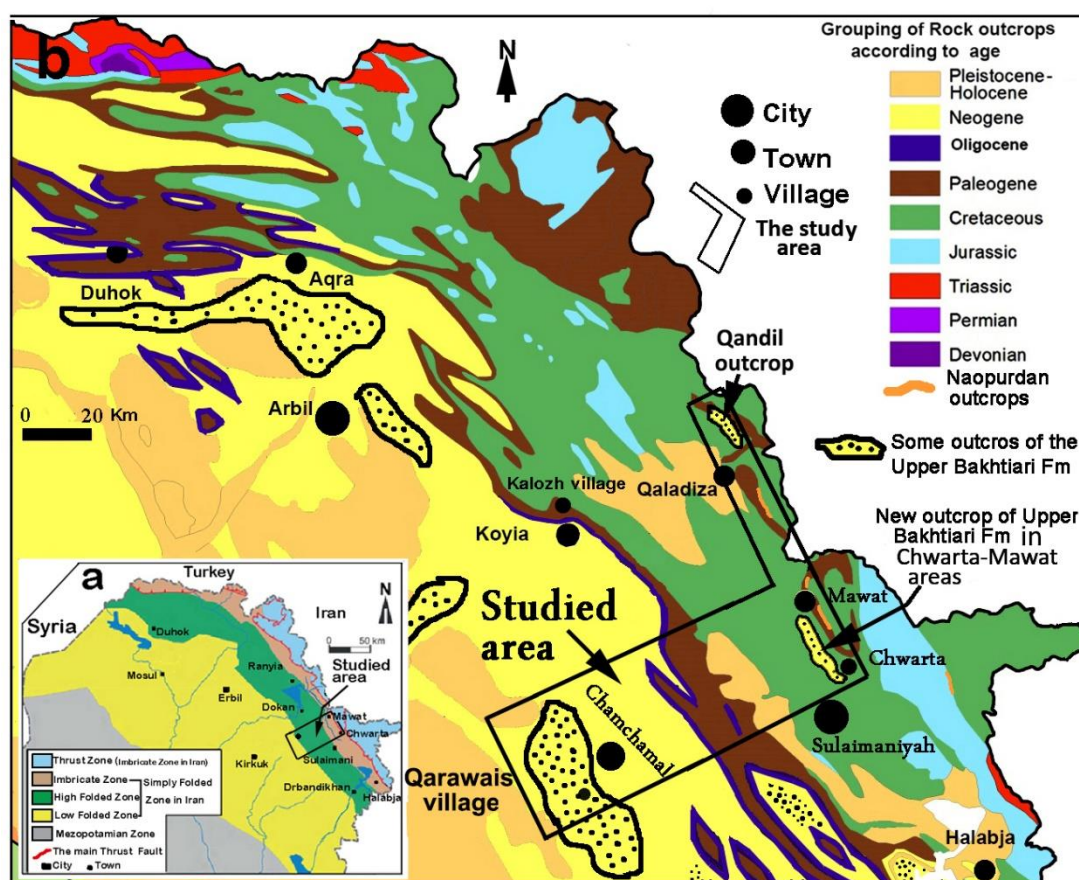 b
N
City
Town
Village
The study
area
Grouping of Rock outcrops
according to age
Pleistocene-
Holocene
Neogene
Oligocene
Paleogene
Cretaceous
Jurassic
Triassic
Permian
Devonian
Naopurdan
outcrops
Some outcros of the
Upper Bakhtiari Fm
New outcrop of Upper
Bakhtiari Fm in
Chwarta-Mawat
areas
Duhok
Aqra
Qandil
outcrop
0 20 Km
Arbil
Kalozh village
Qaladiza
Koyia
Mawat
Studied
area
Chwarta
Chamchamal
Sulaimaniyah
Qarawais
village
Halabja
a
Turkey
N
Syria
Iran
0 50 km
Studied
area
Duhok
Mosul
Ranyia
Erbil
Dokan
Mawat
Chwarta
Kirkuk
Sulaimani
Drbandikhan
Halabja
Thrust Zone (Imbricate Zone in Iran)
Imbricate Zone
High Folded Zone
Low Folded Zone
Simply Folded
Zone in Iran
Mezopotamian Zone
The main Thrust Fault
City Town